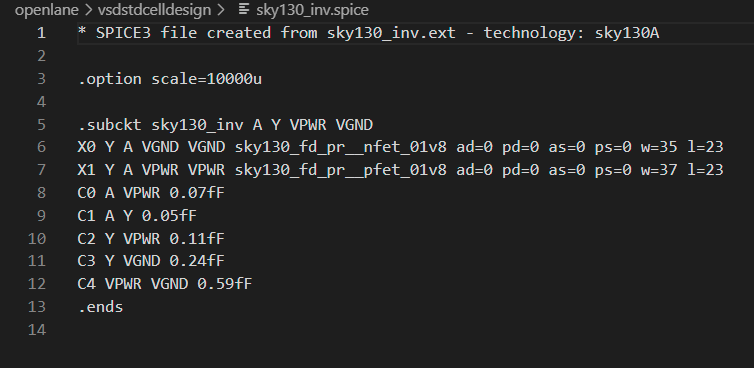 openlane > vsdstdcelldesign > sky130_inv.spice
1 * SPICE3 file created from sky130_inv.ext - technology: sky130A
2
3 .option scale=10000u
4
5 .subckt sky130_inv A Y VPWR VGND
6 X0 Y A VGND VGND sky130_fd_pr__nfet_01v8 ad=0 pd=0 as=0 ps=0 w=35 l=23
7 X1 Y A VPWR VPWR sky130_fd_pr__pfet_01v8 ad=0 pd=0 as=0 ps=0 w=37 l=23
8 C0 A VPWR 0.07fF
9 C1 A Y 0.05fF
10 C2 Y VPWR 0.11fF
11 C3 Y VGND 0.24fF
12 C4 VPWR VGND 0.59fF
13 .ends
14